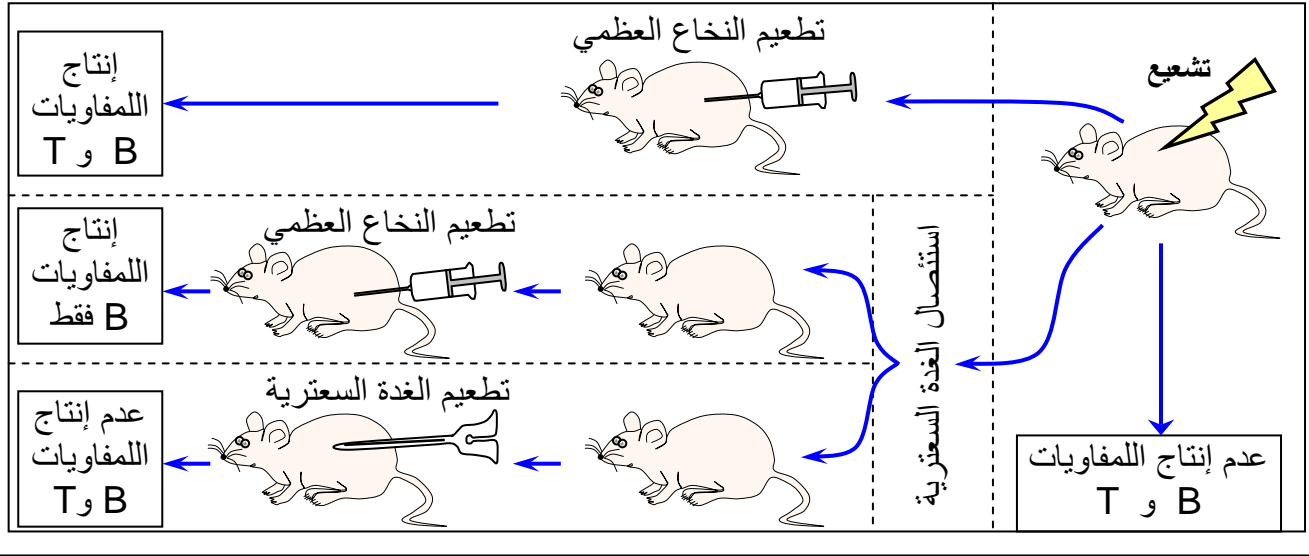 تشعيع
عدم إنتاج اللمفاويات
B و T
تطعيم النخاع العظمي
إنتاج
اللمفاويات
B و T
استئصال الغدة السعترية
تطعيم النخاع العظمي
إنتاج
اللمفاويات
B فقط
تطعيم الغدة السعترية
عدم إنتاج
اللمفاويات
B وT